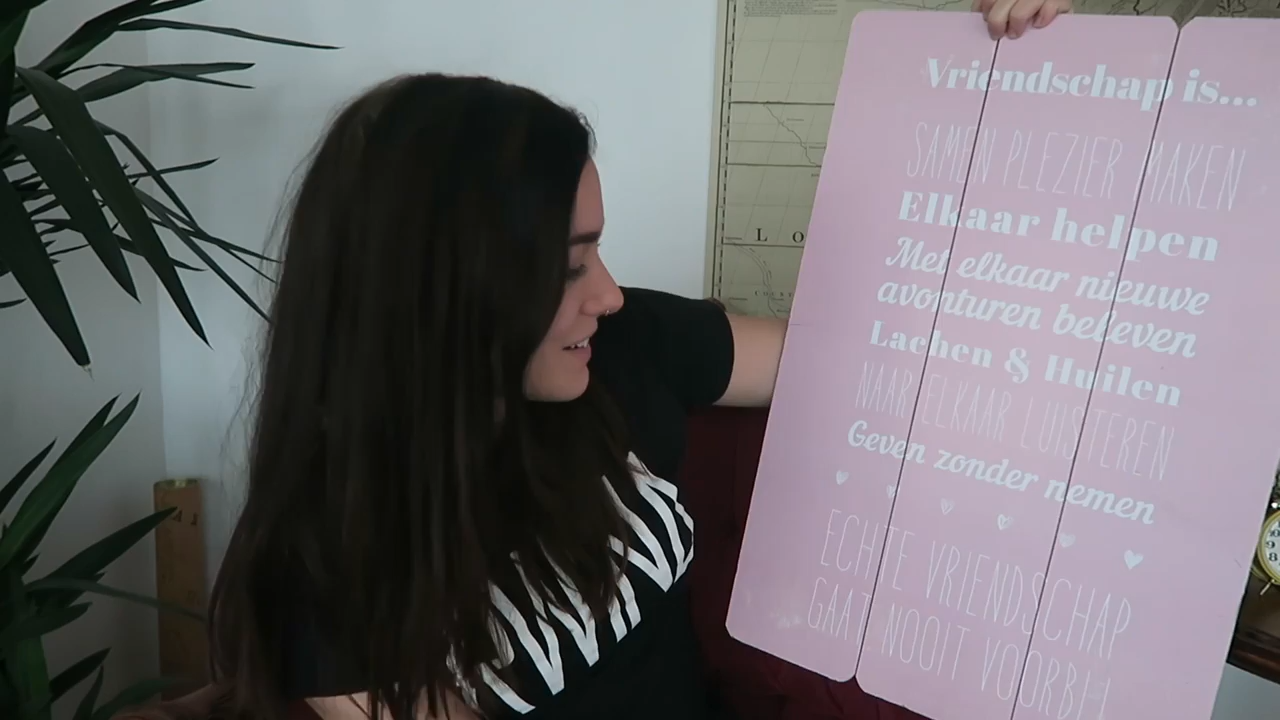 Vriendschap is...
SAMEN PLEZIER MAKEN
Elkaar helpen
Met elkaar nieuwe
avonturen beleven
Lachen & Huilen
NAAR ELKAAR LUISTEREN
Geven zonder nemen
ECHTE VRIENDSCHAP
GAAT NOOIT VOORBIJ
L O